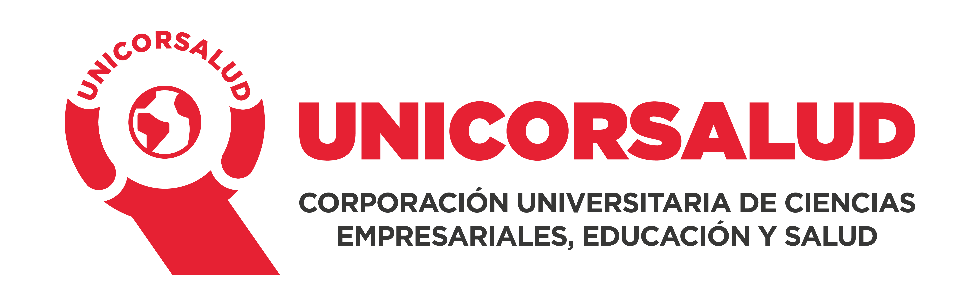 UNICORSALUD
UNICORSALUD
CORPORACIÓN UNIVERSITARIA DE CIENCIAS
EMPRESARIALES, EDUCACIÓN Y SALUD